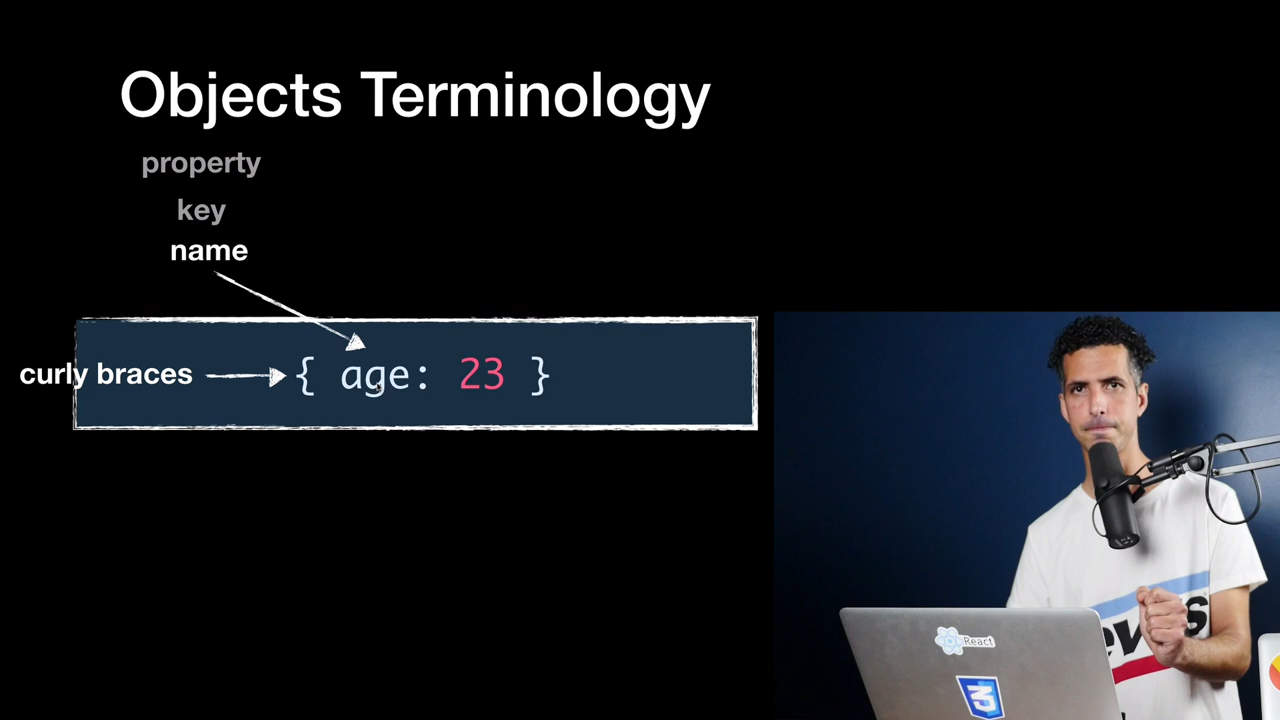 Objects Terminology
property
key
name
curly braces
{ age: 23 }
React
3